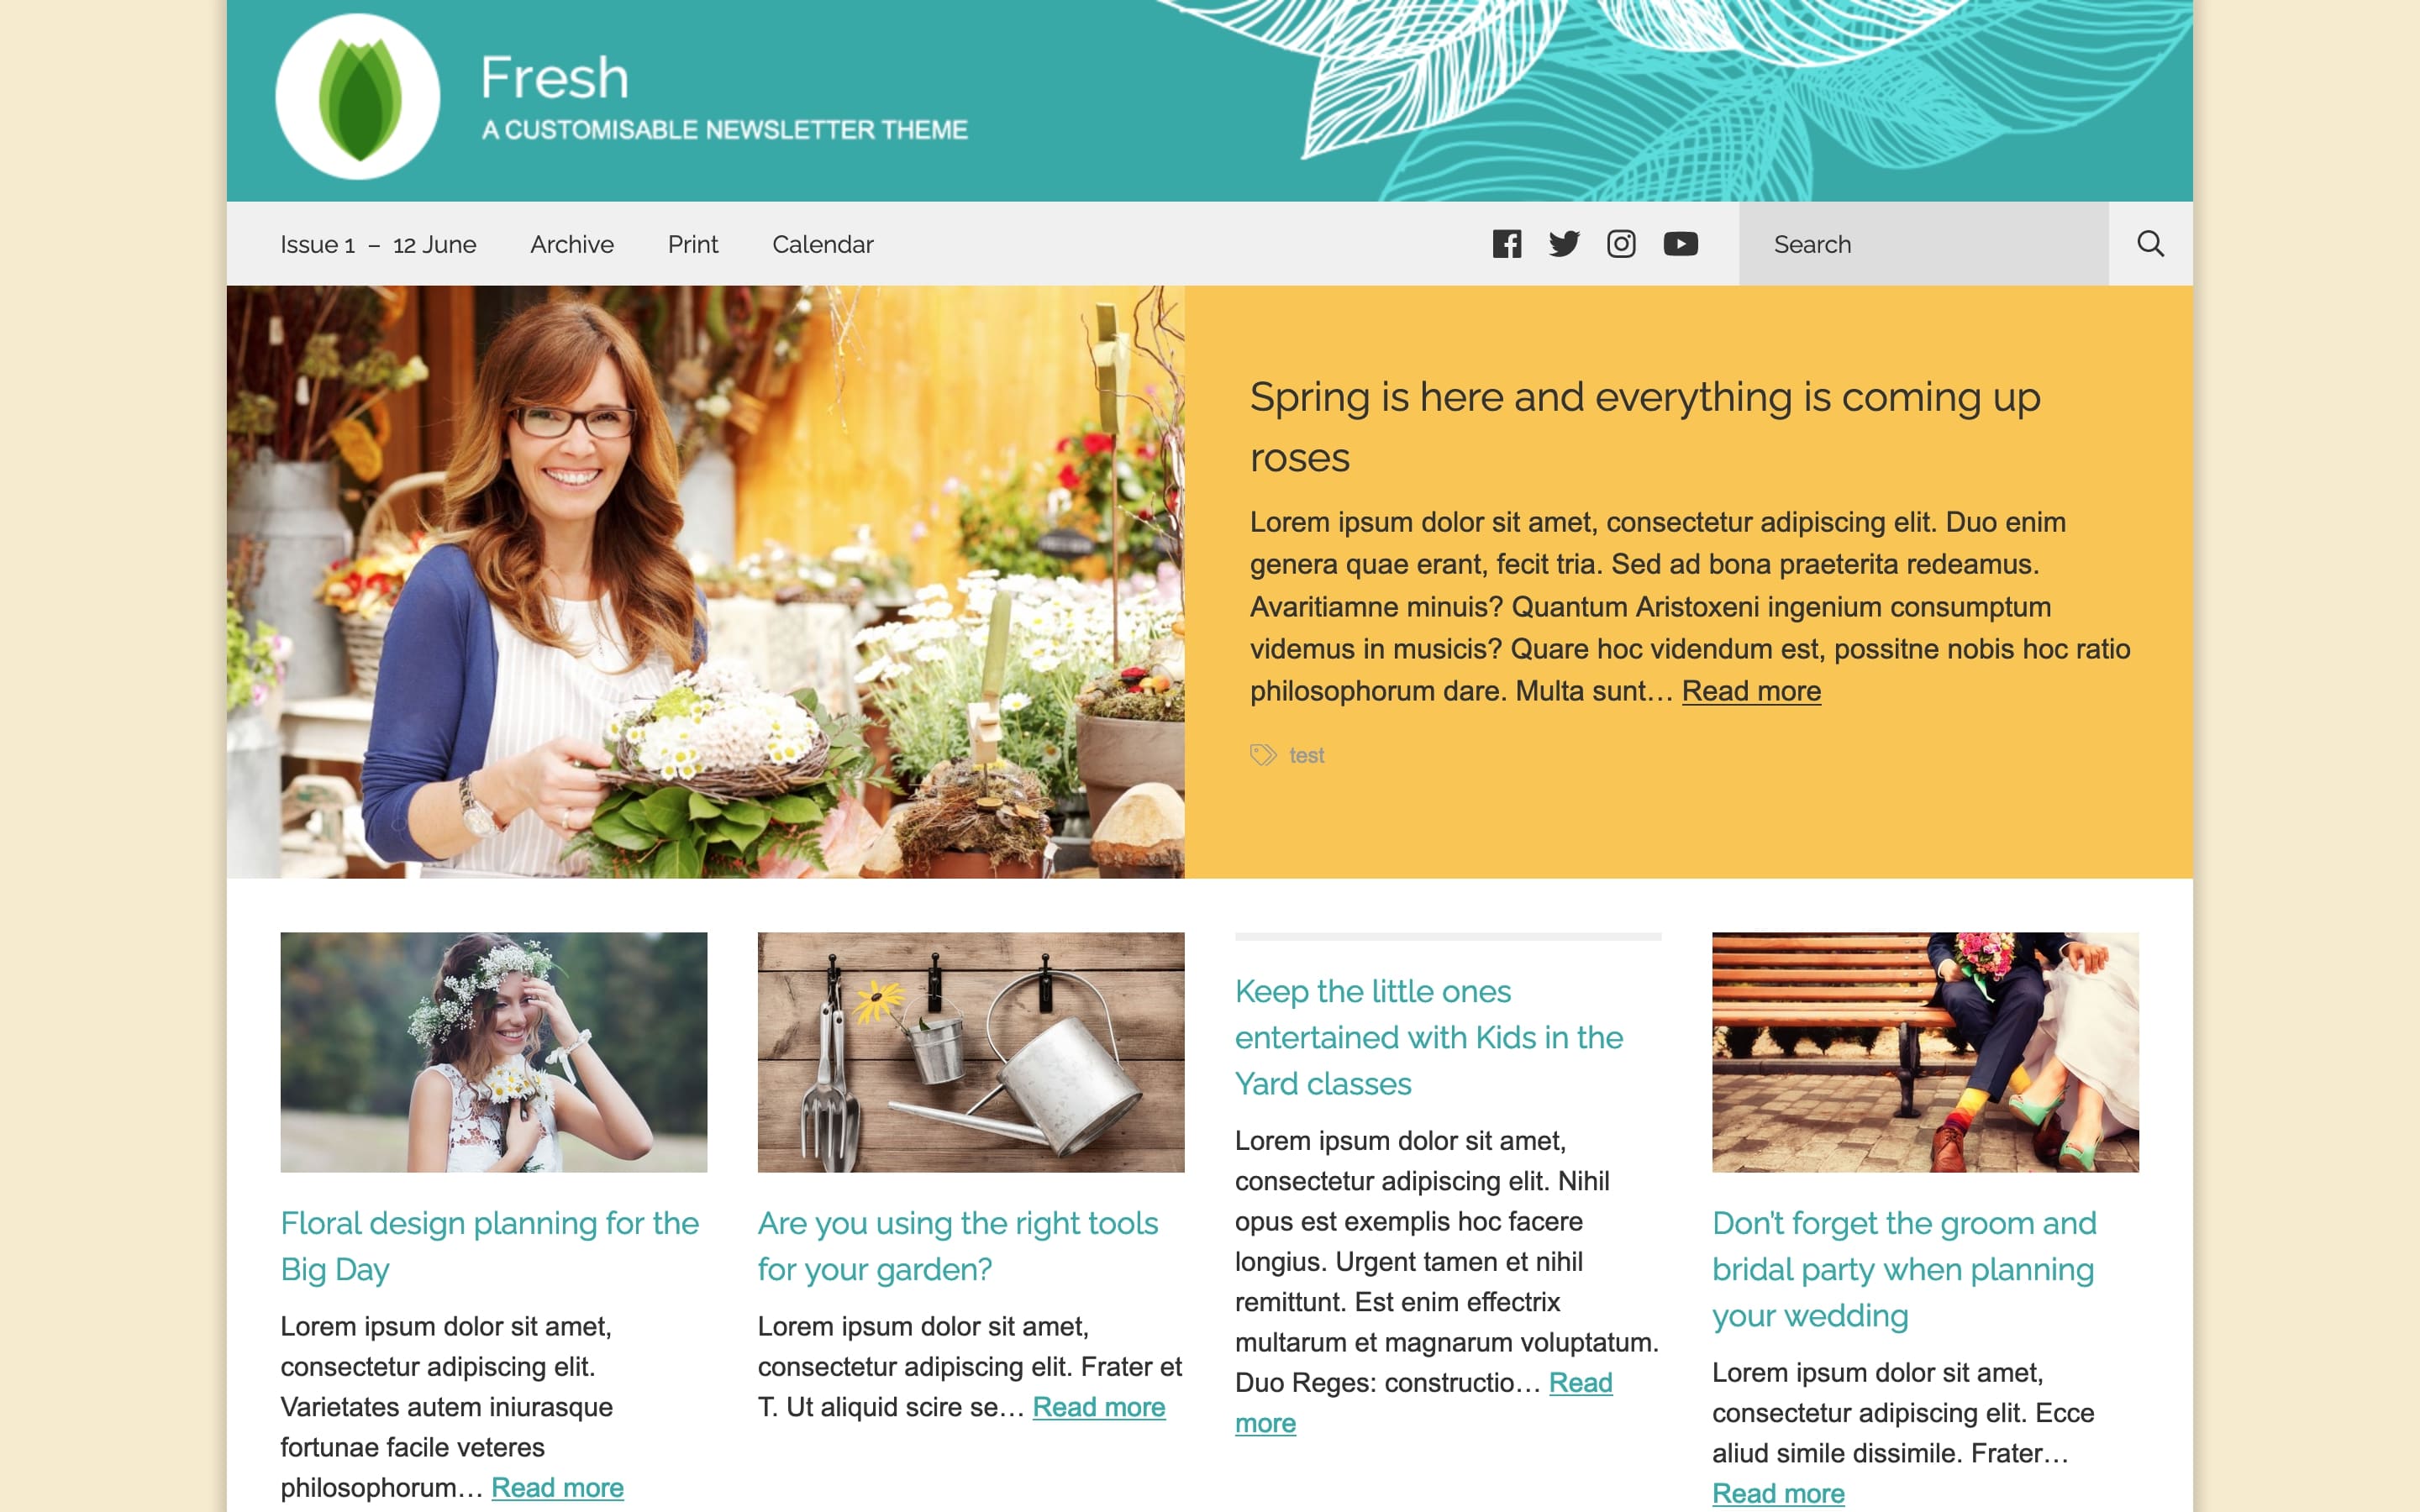 Fresh
A CUSTOMISABLE NEWSLETTER THEME
Issue 1 – 12 June
Archive
Print
Calendar
Search
Spring is here and everything is coming up
roses
Lorem ipsum dolor sit amet, consectetur adipiscing elit. Duo enim
genera quae erant, fecit tria. Sed ad bona praeterita redeamus.
Avaritiamne minuis? Quantum Aristoxeni ingenium consumptum
videmus in musicis? Quare hoc videndum est, possitne nobis hoc ratio
philosophorum dare. Multa sunt… Read more
test
Floral design planning for the
Big Day
Lorem ipsum dolor sit amet,
consectetur adipiscing elit.
Varietates autem iniurasque
fortunae facile veteres
philosophorum… Read more
Are you using the right tools
for your garden?
Lorem ipsum dolor sit amet,
consectetur adipiscing elit. Frater et
T. Ut aliquid scire se… Read more
Keep the little ones
entertained with Kids in the
Yard classes
Lorem ipsum dolor sit amet,
consectetur adipiscing elit. Nihil
opus est exemplis hoc facere
longius. Urgent tamen et nihil
remittunt. Est enim effectrix
multarum et magnarum voluptatum.
Duo Reges: constructio… Read
more
Don't forget the groom and
bridal party when planning
your wedding
Lorem ipsum dolor sit amet,
consectetur adipiscing elit. Ecce
aliud simile dissimile. Frater…
Read more